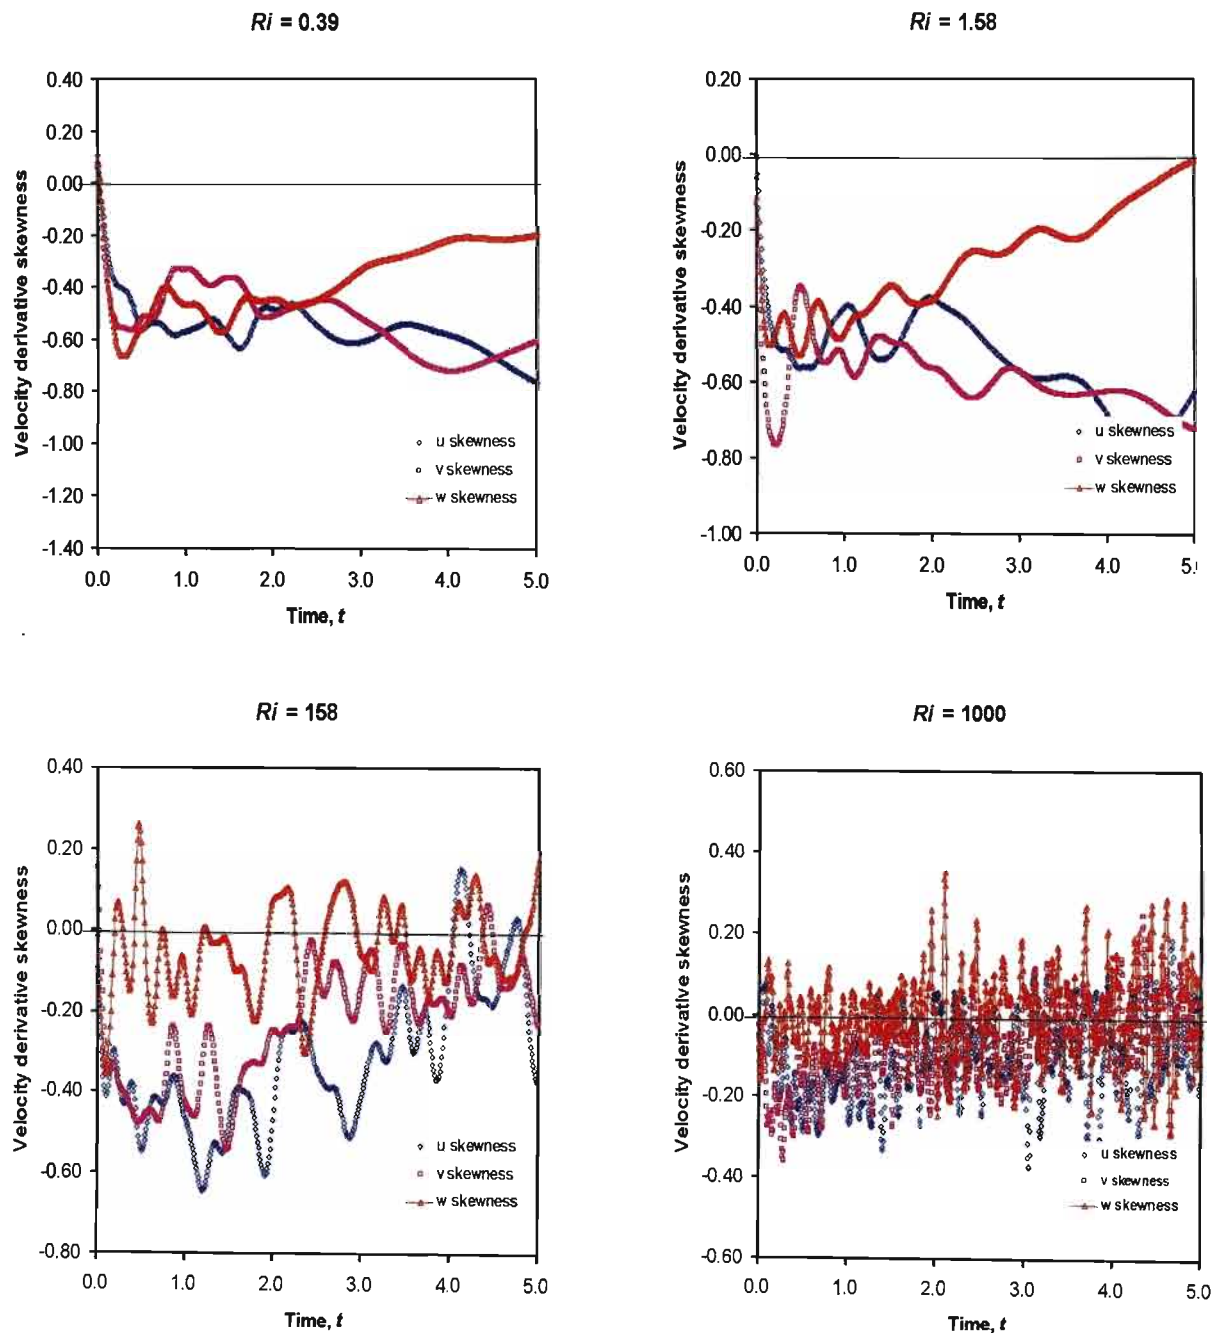 Ri = 0.39
0.40
0.20
0.00
-0.20
-0.40
-0.60
-0.80
-1.00
-1.20
-1.40
Velocity derivative skewness
u skewness
v skewness
w skewness
0.0 1.0 2.0 3.0 4.0 5.0
Time, t
Ri = 1.58
0.20
0.00
-0.20
-0.40
-0.60
-0.80
-1.00
Velocity derivative skewness
u skewness
v skewness
w skewness
0.0 1.0 2.0 3.0 4.0 5.
Time, t
Ri = 158
0.40
0.20
0.00
-0.20
-0.40
-0.60
-0.80
Velocity derivative skewness
u skewness
v skewness
w skewness
0.0 1.0 2.0 3.0 4.0 5.0
Time, t
Ri = 1000
0.60
0.40
0.20
0.00
-0.20
-0.40
-0.60
Velocity derivative skewness
u skewness
v skewness
w skewness
0.0 1.0 2.0 3.0 4.0 5.0
Time, t